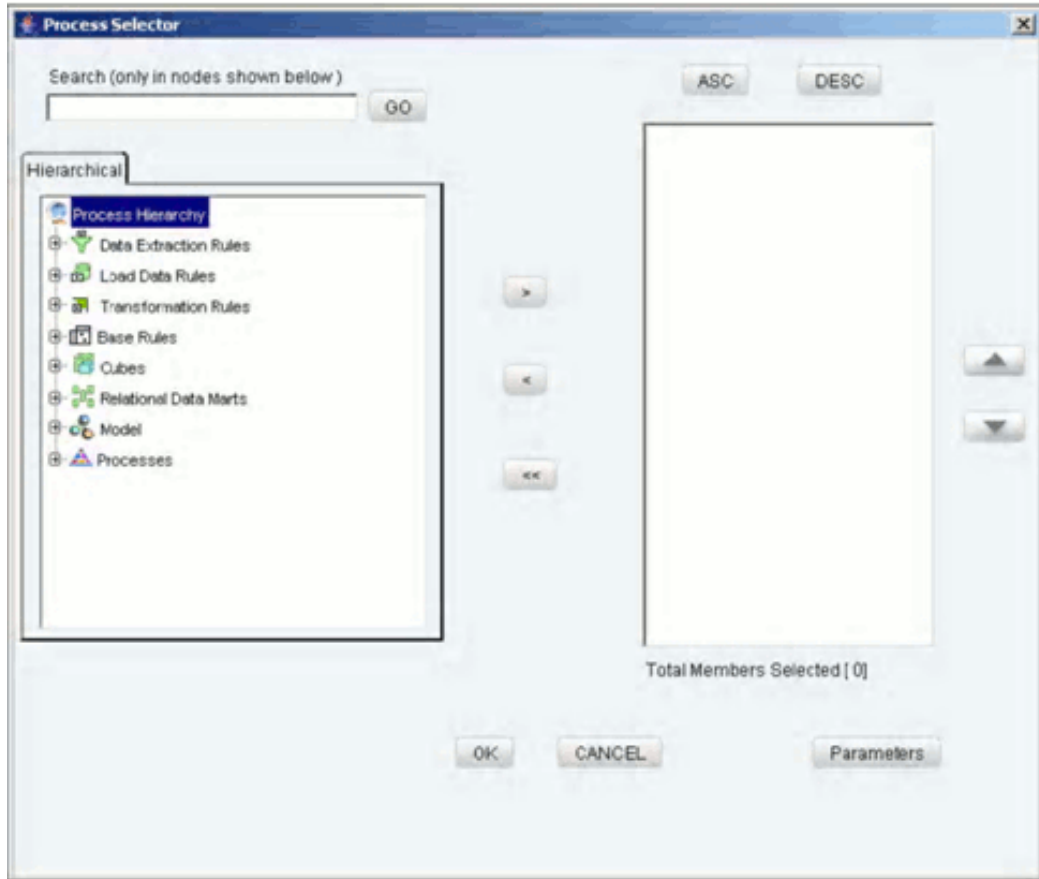 Process Selector
Search (only in nodes shown below )
GO
ASC
DESC
Hierarchical
Process Hierarchy
Data Extraction Rules
Load Data Rules
Transformation Rules
Base Rules
Cubes
Relational Data Marts
Model
Processes
>
<
<<
Total Members Selected [ 0]
OK
CANCEL
Parameters